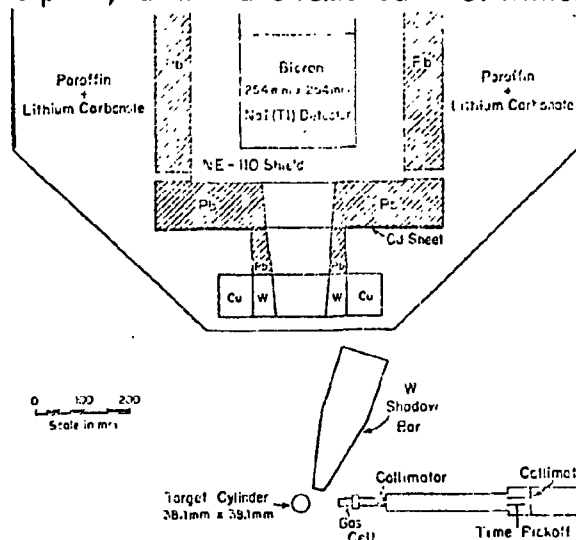 Pb
Bicron
254mm x 254mm
NaI(Tl) Detector
Pb
Paraffin
+
Lithium Carbonate
Paraffin
+
Lithium Carbonate
NE-110 Shield
Pb
Pb
Cd Sheet
Pb
Cu
W
W
Cu
0 100 200
Scale in mm
W
Shadow
Bar
Collimator
Collimat
Target Cylinder
38.1mm x 38.1mm
Gas
Cell
Time Pickoff